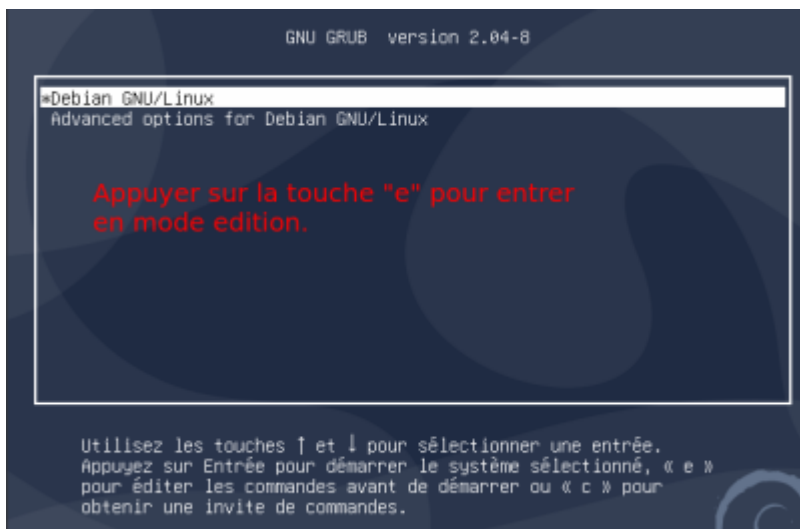 GNU GRUB version 2.04-8
*Debian GNU/Linux
Advanced options for Debian GNU/Linux
Appuyer sur la touche "e" pour entrer
en mode edition.
Utilisez les touches ↑ et ↓ pour sélectionner une entrée.
Appuyez sur Entrée pour démarrer le système sélectionné, « e »
pour éditer les commandes avant de démarrer ou « c » pour
obtenir une invite de commandes.